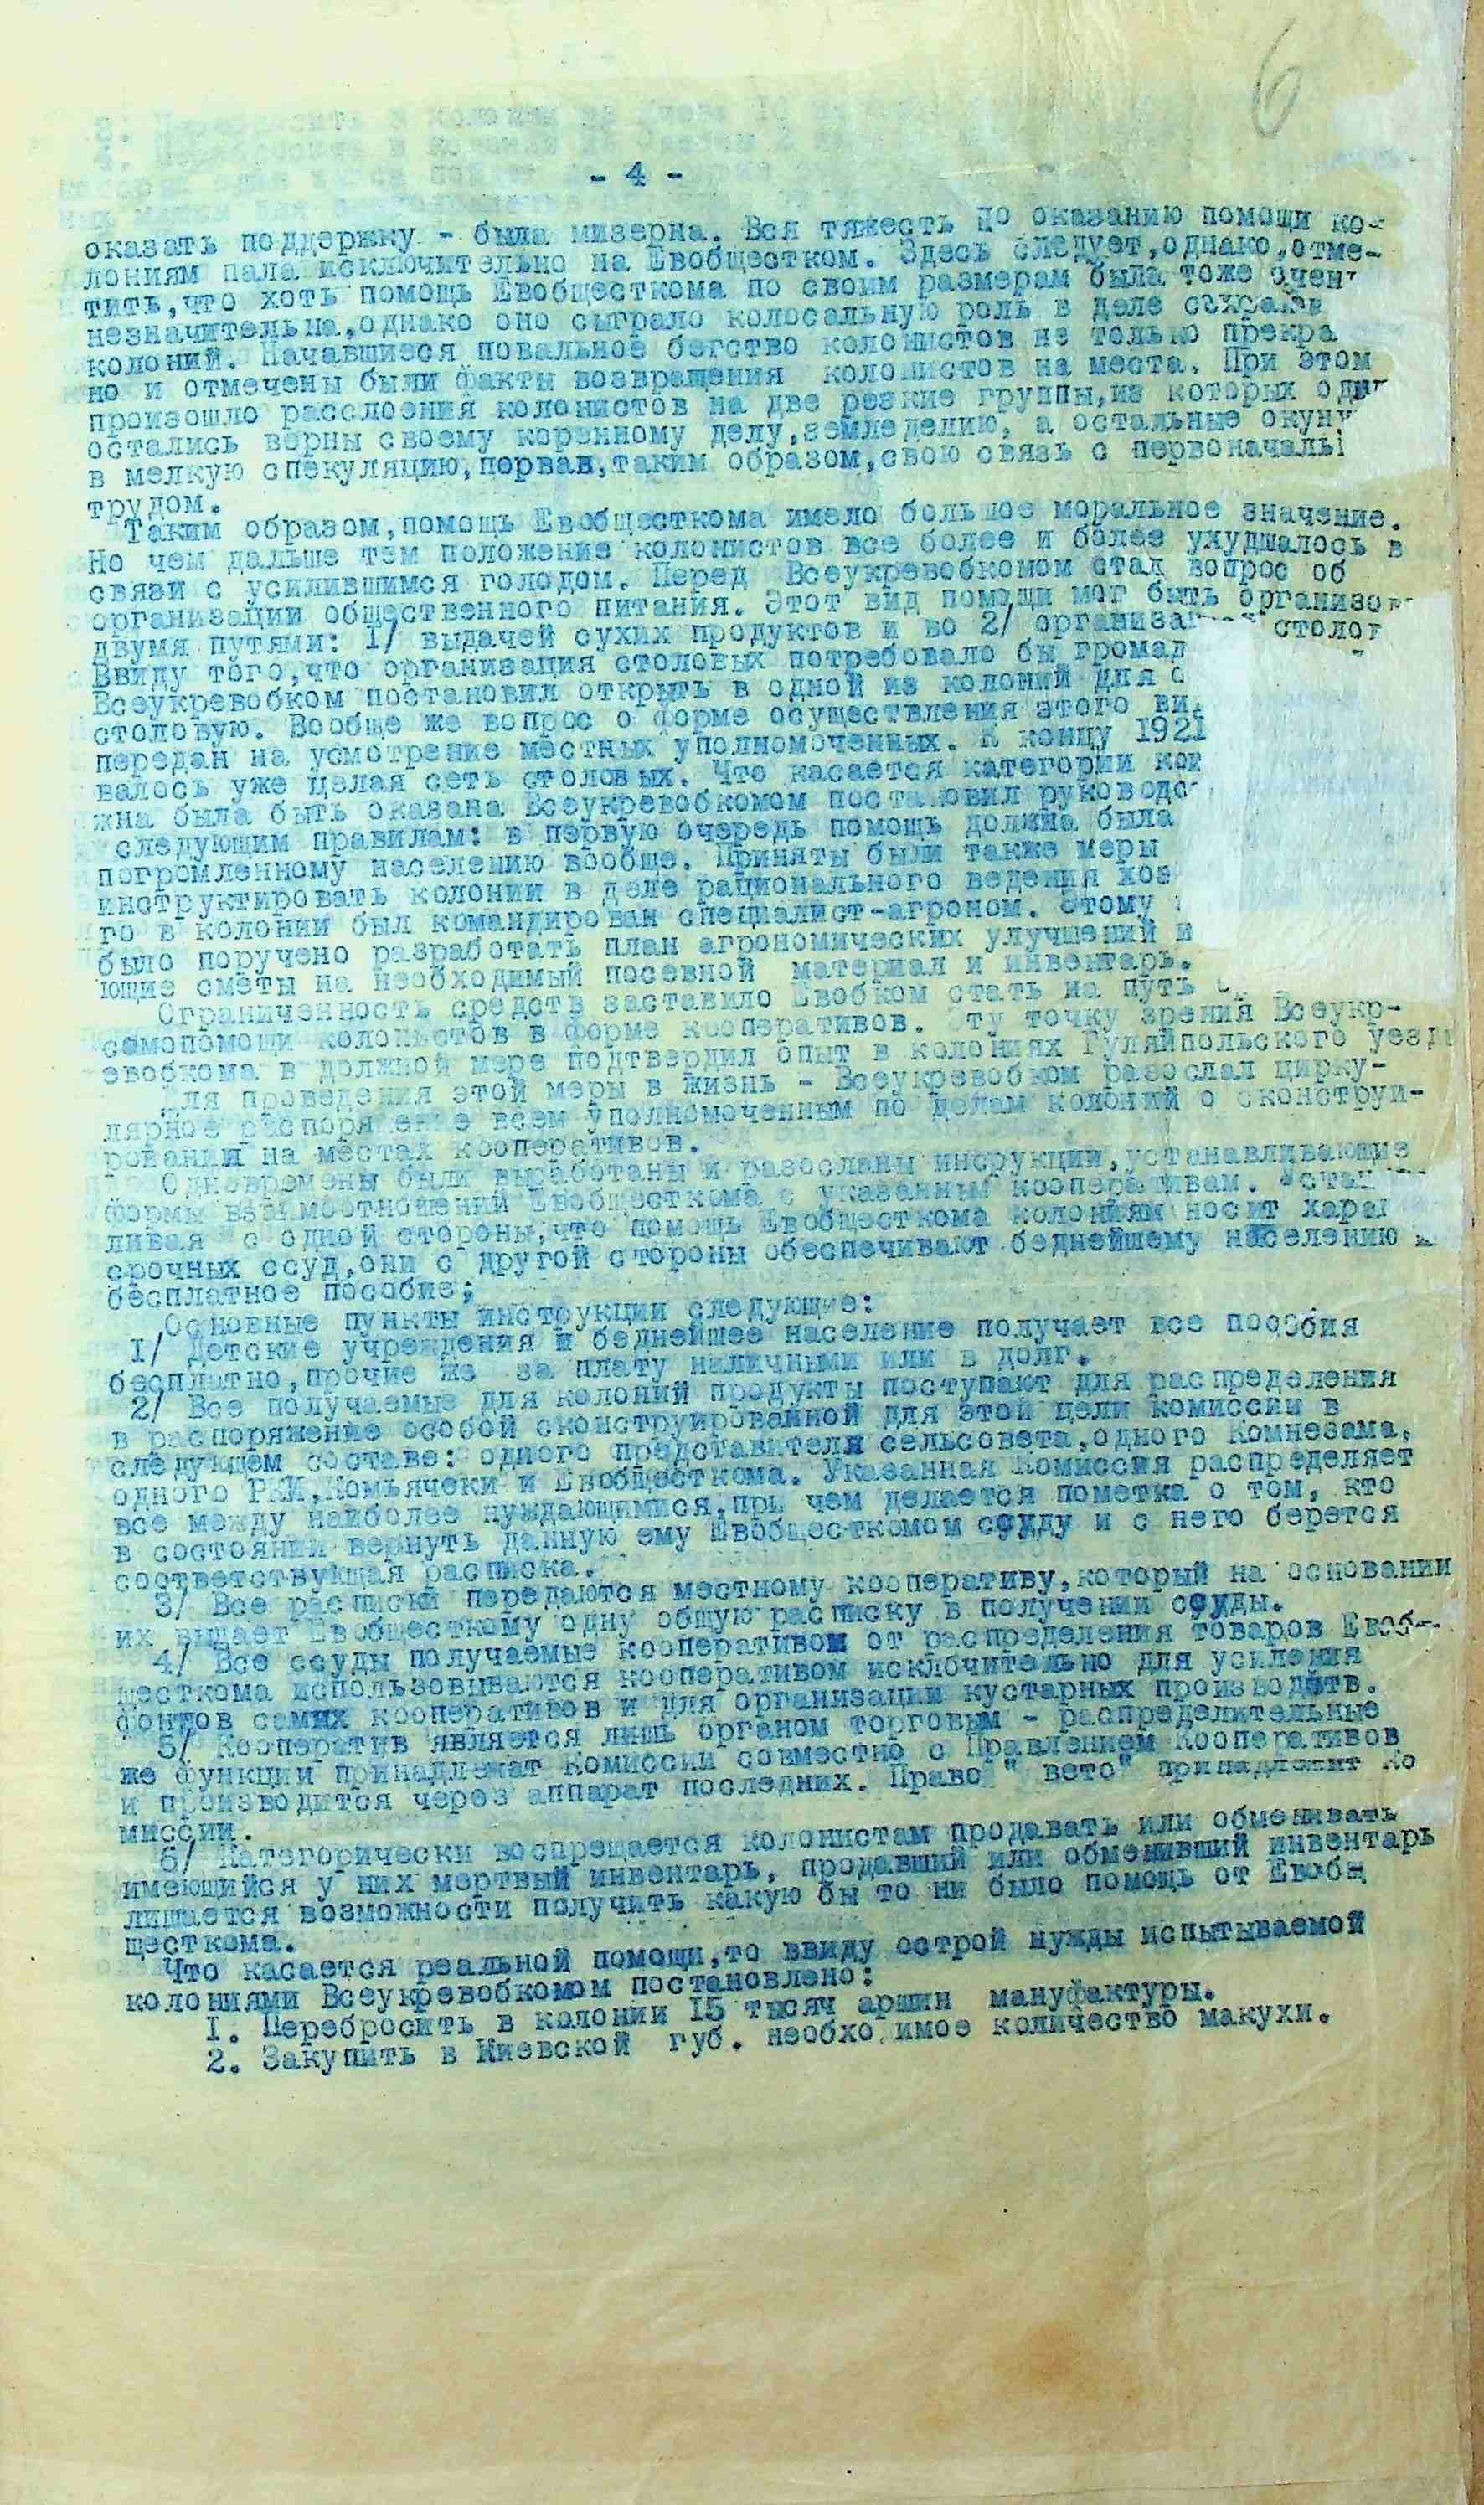 6
- 4 -
оказать поддержку - была мизерна. Вся тяжесть по оказанию помощи ко-
лониям пала исключительно на Евобщестком. Здесь следует,однако,отме-
тить,что хоть помощь Евобщесткома по своим размерам была тоже очен
незначительна,однако оно сыграло колосальную роль в деле сохране
колоний. Начавшиеся повальное бегство колонистов не только прекра
но и отмечены были факты возвращения колонистов на места. При этом
произошло расслоения колонистов на две резкие группы,из которых одни
остались верны своему коренному делу,земледелию, а остальные окуну
в мелкую спекуляцию,порвав,таким образом,свою связь с первоначаль
трудом.
Таким образом,помощь Евобщесткома имело большое моральное значение.
Но чем дальше тем положение колонистов все более и более ухудшалось в
связи с усилившимся голодом. Перед Всеукревобкомом стал вопрос об
организации общественного питания. Этот вид помощи мог быть организов
двумя путями: 1/ выдачей сухих продуктов и во 2/ организа столов
Ввиду того,что организация столовых потребовало бы громад
Всеукревобком постановил открыть в одной из колоний для о
столовую. Вообще же вопрос о форме осуществления этого ви
передан на усмотрение местных уполномоченных. К концу 1921
валось уже целая сеть столовых. Что касается категории кол
жна была быть оказана Всеукревобкомом постановил руководс
следующим правилам: в первую очередь помощь должна была
погромленному населению вообще. Приняты были также меры
инструктировать колонии в деле рационального ведения хоз
го в колонии был командирован специалист-агроном. Этому
было поручено разработать план агрономических улучшений и
ющие сметы на необходимый посевной материал и инвентарь.
Ограниченность средств заставило Евобком стать на путь
самопомощи колонистов в форме кооперативов. Эту точку зрения Всеукр-
евобкома в должной мере подтвердил опыт в колониях Гуляйпольского уезда
Для проведения этой меры в жизнь - Всеукревобком разослал цирку-
лярное распоряжение всем уполномоченным по делам колоний о сконструи-
ровании на местах кооперативов.
Одновремены были выработаны и разосланы инсрукции,устанавливающие
формы взаимоотношений Евобщесткома с указанным кооперативам. Устан
ливая с одной стороны,что помощь Евобщесткома колониям носит хара
срочных ссуд,они с другой стороны обеспечивают беднейшему населению
бесплатное пособие;
Основные пункты инструкции следующие:
1/ Детские учреждения и беднейшее население получает все пособия
бесплатно,прочие же за плату наличными или в долг.
2/ Все получаемые для колоний продукты поступают для распределения
в распоряжение особой сконструированной для этой цели комиссии в
следующем составе: одного представителя сельсовета,одного Комнезама,
одного РКИ,Комъячеки и Евобщесткома. Указанная Комиссия распределяет
все между наиболее нуждающимися,при чем делается пометка о том, кто
в состоянии вернуть данную ему Евобщесткомом ссуду и с него берется
соответствующая расписка.
3/ Все расписки передаются местному кооперативу,который на основании
их выдает Евобщесткому одну общую расписку в получении ссуды.
4/ Все ссуды получаемые кооперативом от распределения товаров Евоб-
щесткома использовываются кооперативом исключительно для усиления
фондов самих кооперативов и для организации кустарных производств.
5/ Кооператив является лишь органом торговым - распределительные
же функции принадлежат Комиссии совместно с Правлением Кооперативов
и производится через аппарат последних. Право " вето" принадлежит Ко
миссии.
6/ Категорически воспрещается колонистам продавать или обменивать
имеющийся у них мертвый инвентарь, продавший или обменивший инвентарь
лишается возможности получить какую бы то ни было помощь от Евобщ
щесткома.
Что касается реальной помощи,то ввиду острой нужды испытываемой
колониями Всеукревобкомом постановлено:
1. Перебросить в колонии 15 тысяч аршин мануфактуры.
2. Закупить в Киевской губ. необходимое количество макухи.